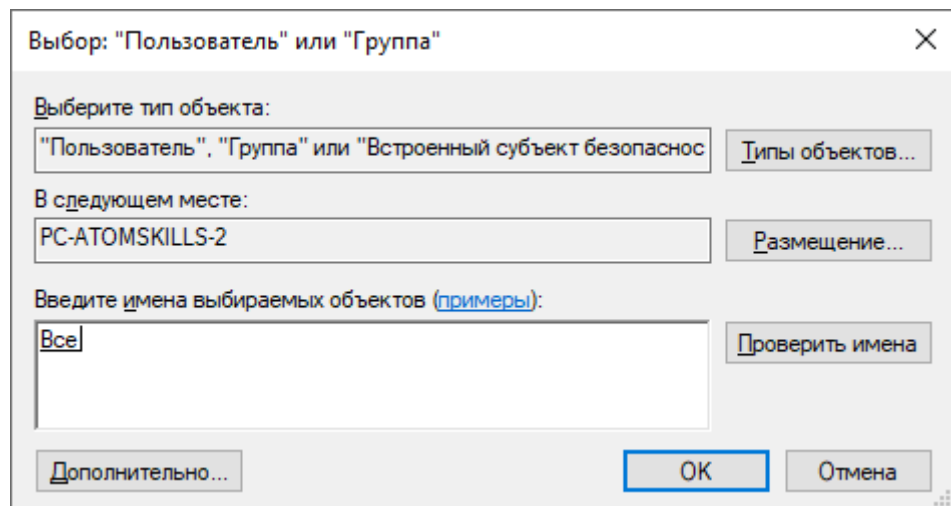 Выбор: "Пользователь" или "Группа"
Выберите тип объекта:
"Пользователь", "Группа" или "Встроенный субъект безопаснос
Типы объектов...
В следующем месте:
PC-ATOMSKILLS-2
Размещение...
Введите имена выбираемых объектов (примеры):
Все
Проверить имена
Дополнительно...
OK
Отмена